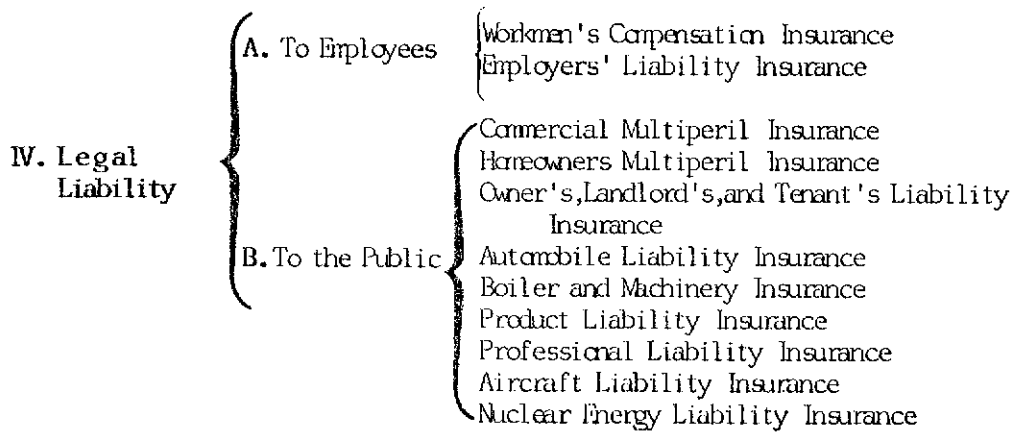 A. To Employees
Workmen's Compensation Insurance
Employers' Liability Insurance
IV. Legal
Liability
B. To the Public
Commercial Multiperil Insurance
Homeowners Multiperil Insurance
Owner's,Landlord's,and Tenant's Liability
Insurance
Automobile Liability Insurance
Boiler and Machinery Insurance
Product Liability Insurance
Professional Liability Insurance
Aircraft Liability Insurance
Nuclear Energy Liability Insurance